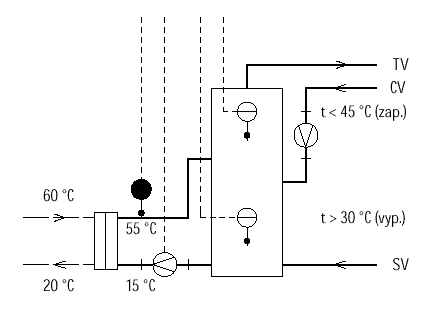 TV
CV
t < 45 °C (zap.)
60 °C
55 °C
t > 30 °C (vyp.)
SV
20 °C
15 °C